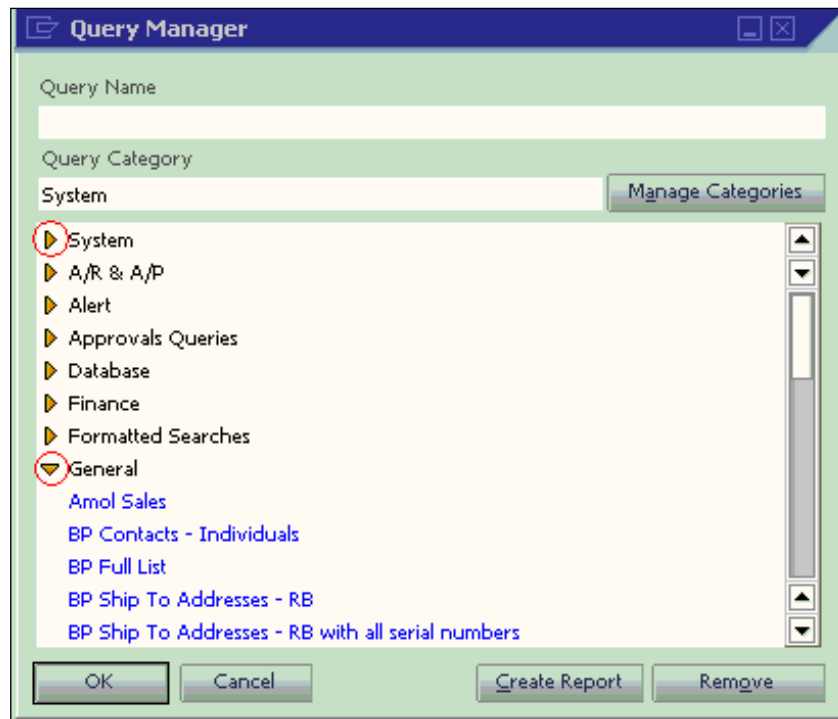 Query Manager
Query Name
Query Category
System
Manage Categories
System
A/R & A/P
Alert
Approvals Queries
Database
Finance
Formatted Searches
General
Amol Sales
BP Contacts - Individuals
BP Full List
BP Ship To Addresses - RB
BP Ship To Addresses - RB with all serial numbers
OK Cancel Create Report Remove